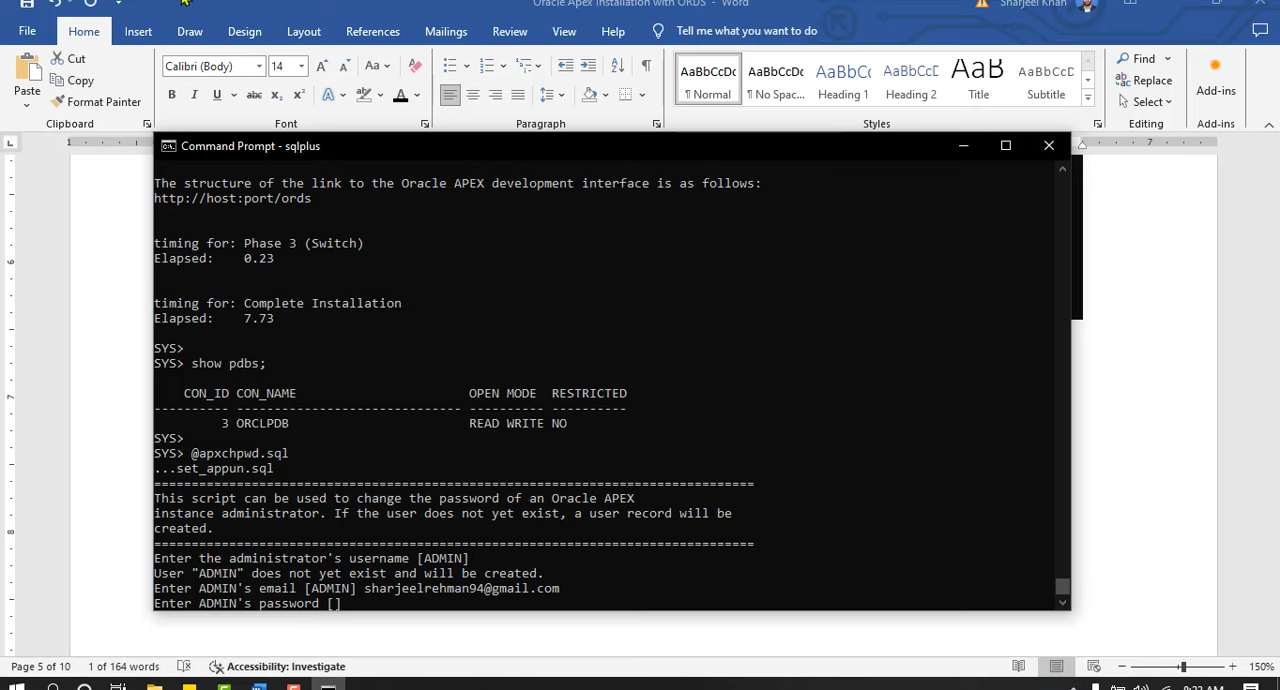 Oracle Apex Installation with ORDS - Word
Sharjeel Khan
File Home Insert Draw Design Layout References Mailings Review View Help Tell me what you want to do
Cut
Copy
Format Painter
Paste
Clipboard
Calibri (Body) 14
Font
Paragraph
AaBbCcDc AaBbCcDc AaBbCc AaBbCcD AaB AaBbCcD
¶ Normal ¶ No Spac... Heading 1 Heading 2 Title Subtitle
Styles
Find
Replace
Select
Editing
Add-ins
Add-ins
Command Prompt - sqlplus
The structure of the link to the Oracle APEX development interface is as follows:
http://host:port/ords
timing for: Phase 3 (Switch)
Elapsed: 0.23
timing for: Complete Installation
Elapsed: 7.73
SYS>
SYS> show pdbs;
CON_ID CON_NAME OPEN MODE RESTRICTED
---------- ------------------------------ ---------- ----------
3 ORCLPDB READ WRITE NO
SYS>
SYS> @apxchpwd.sql
...set_appun.sql
================================================================================
This script can be used to change the password of an Oracle APEX
instance administrator. If the user does not yet exist, a user record will be
created.
================================================================================
Enter the administrator's username [ADMIN]
User "ADMIN" does not yet exist and will be created.
Enter ADMIN's email [ADMIN] sharjeelrehman94@gmail.com
Enter ADMIN's password []
Page 5 of 10 1 of 164 words Accessibility: Investigate 150%
8:22 AM